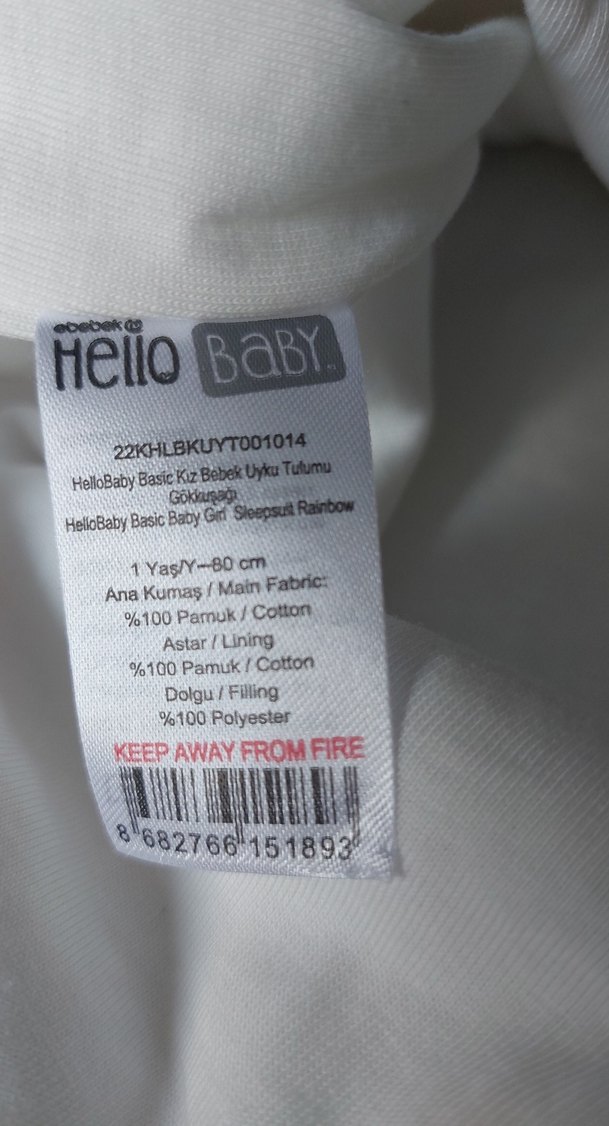 ebebek
Hello BaBY
22KHLBKUYT001014
HelloBaby Basic Kız Bebek Uyku Tulumu
Gökkuşağı
HelloBaby Basic Baby Girl Sleepsuit Rainbow
1 Yaş/Y~80 cm
Ana Kumaş / Main Fabric:
%100 Pamuk / Cotton
Astar / Lining
%100 Pamuk / Cotton
Dolgu / Filling
%100 Polyester
KEEP AWAY FROM FIRE
8 682766 151893